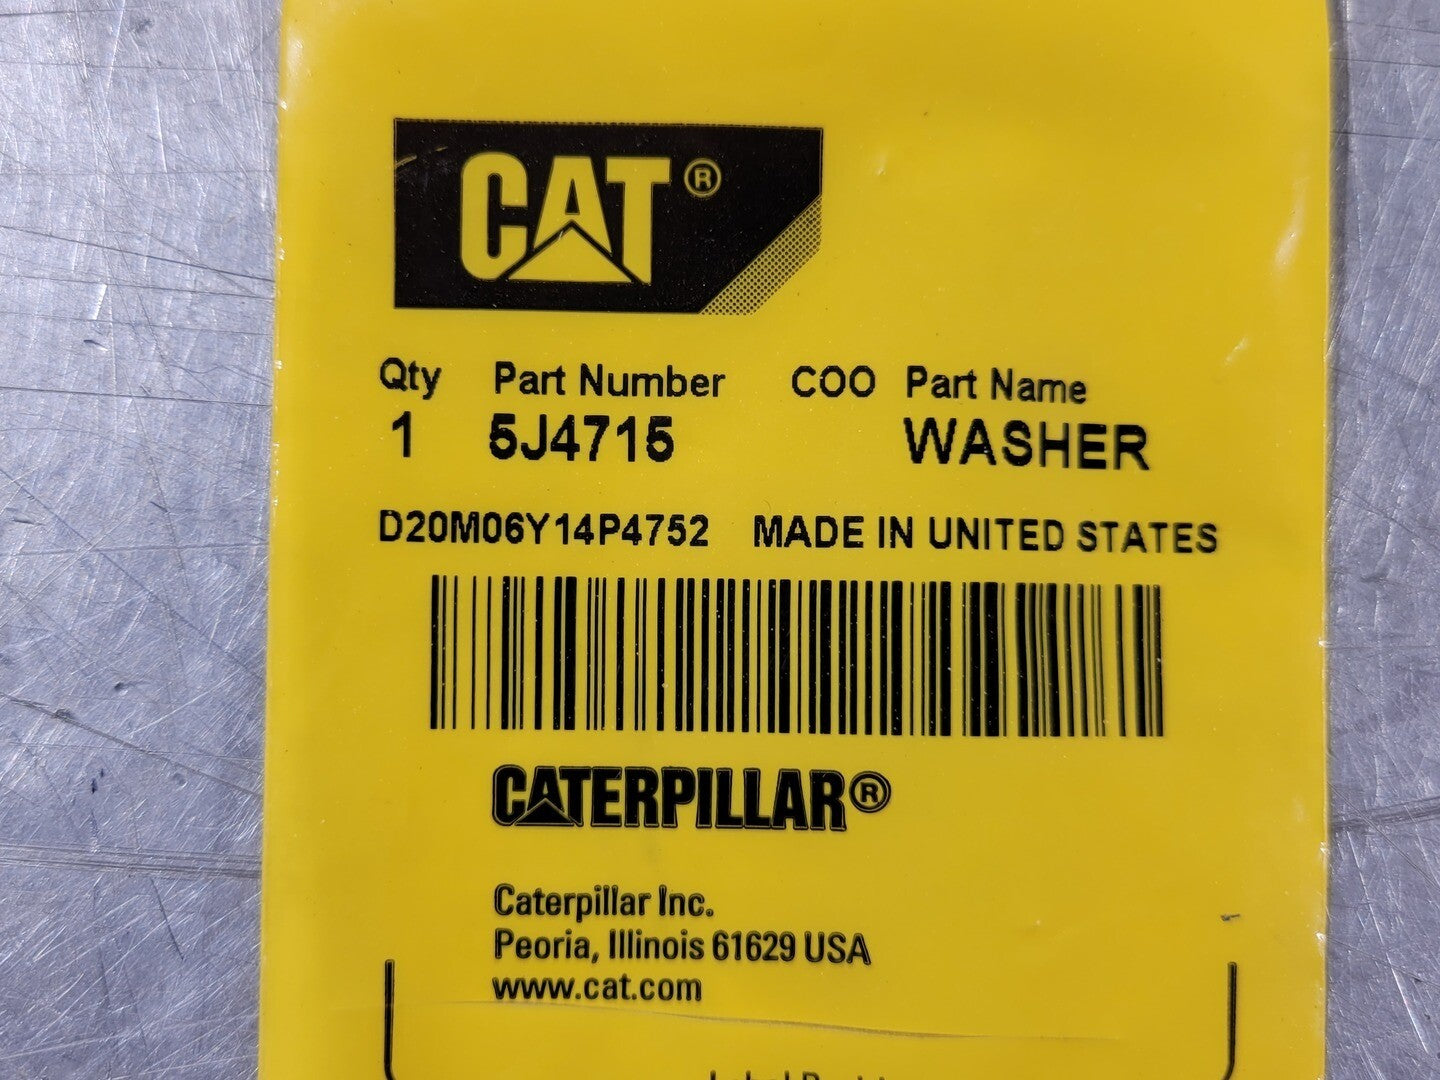 CAT®
Qty Part Number COO Part Name
1 5J4715 WASHER
D20M06Y14P4752 MADE IN UNITED STATES
CATERPILLAR®
Caterpillar Inc.
Peoria, Illinois 61629 USA
www.cat.com
Label